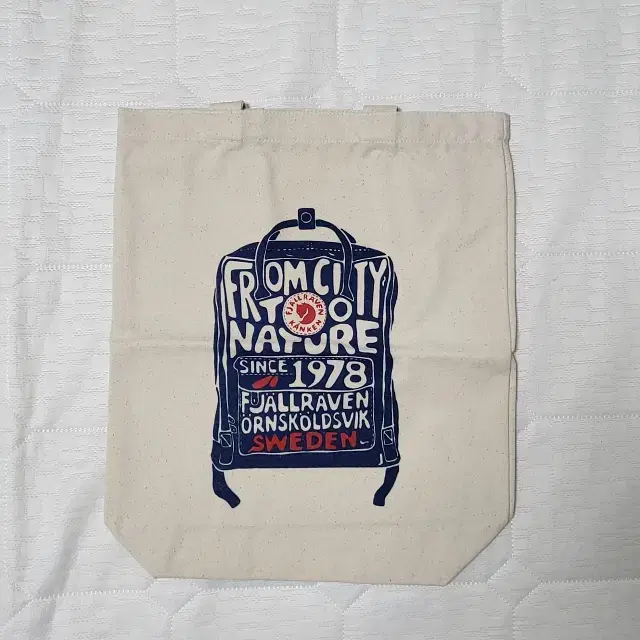 FROM CITY
TO
FJÄLLRÄVEN
KÅNKEN
NATURE
SINCE 1978
FJÄLLRÄVEN
ÖRNSKÖLDSVIK
SWEDEN